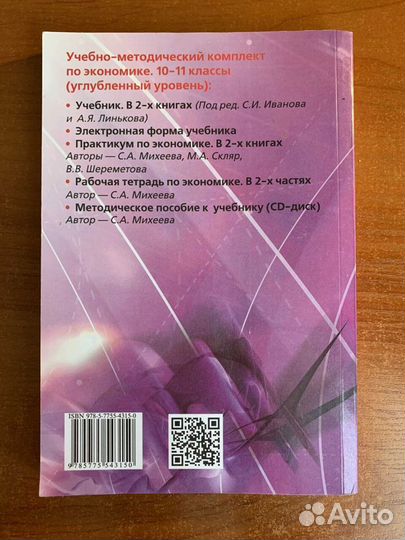 Учебно-методический комплект
по экономике. 10–11 классы
(углубленный уровень):
• Учебник. В 2-х книгах (Под ред. С.И. Иванова
и А.Я. Линькова)
• Электронная форма учебника
• Практикум по экономике. В 2-х книгах
Авторы — С.А. Михеева, М.А. Скляр,
В.В. Шереметова
• Рабочая тетрадь по экономике. В 2-х частях
Автор — С.А. Михеева
• Методическое пособие к учебнику (CD-диск)
Автор — С.А. Михеева
ISBN 978-5-7755-4315-0
9785775543150
Avito